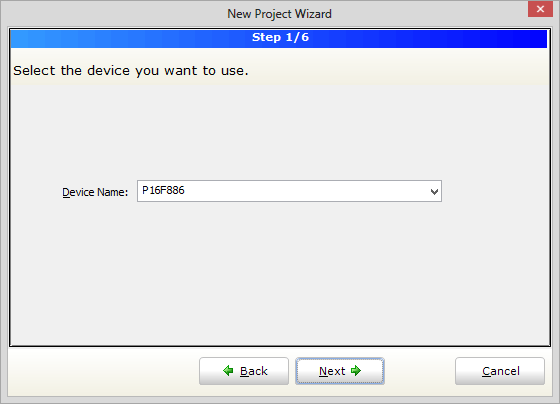 New Project Wizard
Step 1/6
Select the device you want to use.
Device Name: P16F886
Back Next Cancel